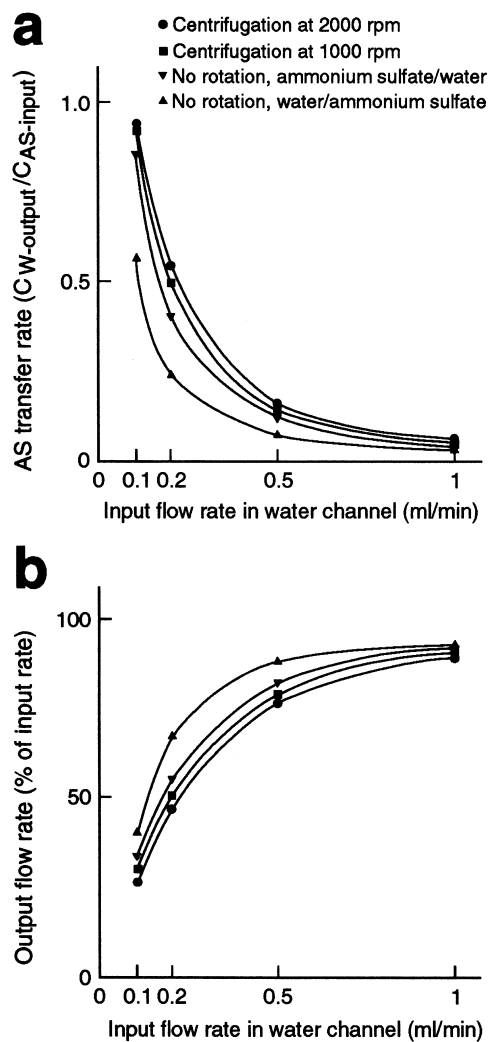 a
Centrifugation at 2000 rpm
Centrifugation at 1000 rpm
No rotation, ammonium sulfate/water
No rotation, water/ammonium sulfate
AS transfer rate (CW-output/CAS-input)
1.0
0.5
0
0 0.1 0.2 0.5 1
Input flow rate in water channel (ml/min)
b
Output flow rate (% of input rate)
100
50
0
0 0.1 0.2 0.5 1
Input flow rate in water channel (ml/min)